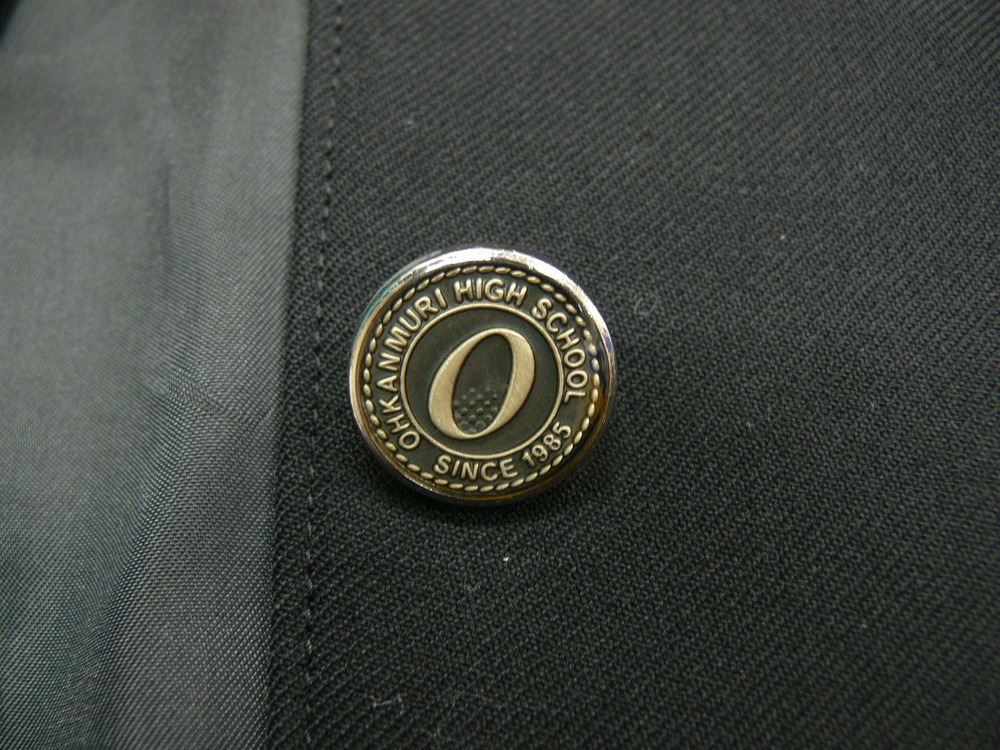 OHKANMURI HIGH SCHOOL
O
SINCE 1985